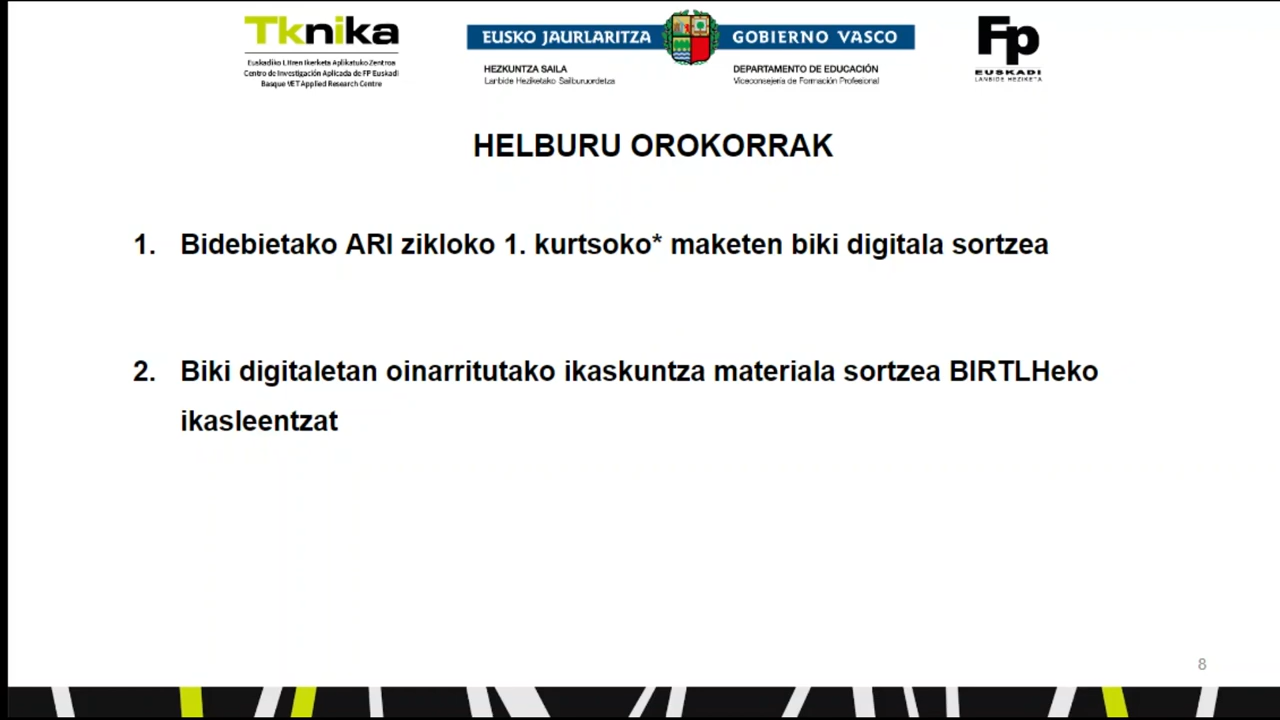 Tknika
Euskadiko LHren Ikerketa Aplikatuko Zentroa
Centro de Investigación Aplicada de FP Euskadi
Basque VET Applied Research Centre
EUSKO JAURLARITZA
GOBIERNO VASCO
HEZKUNTZA SAILA
Lanbide Heziketako Sailburuordetza
DEPARTAMENTO DE EDUCACIÓN
Viceconsejería de Formación Profesional
Fp
EUSKADI
LANBIDE HEZIKETA
HELBURU OROKORRAK
1. Bidebietako ARI zikloko 1. kurtsoko* maketen biki digitala sortzea
2. Biki digitaletan oinarritutako ikaskuntza materiala sortzea BIRTLHeko
ikasleentzat
8